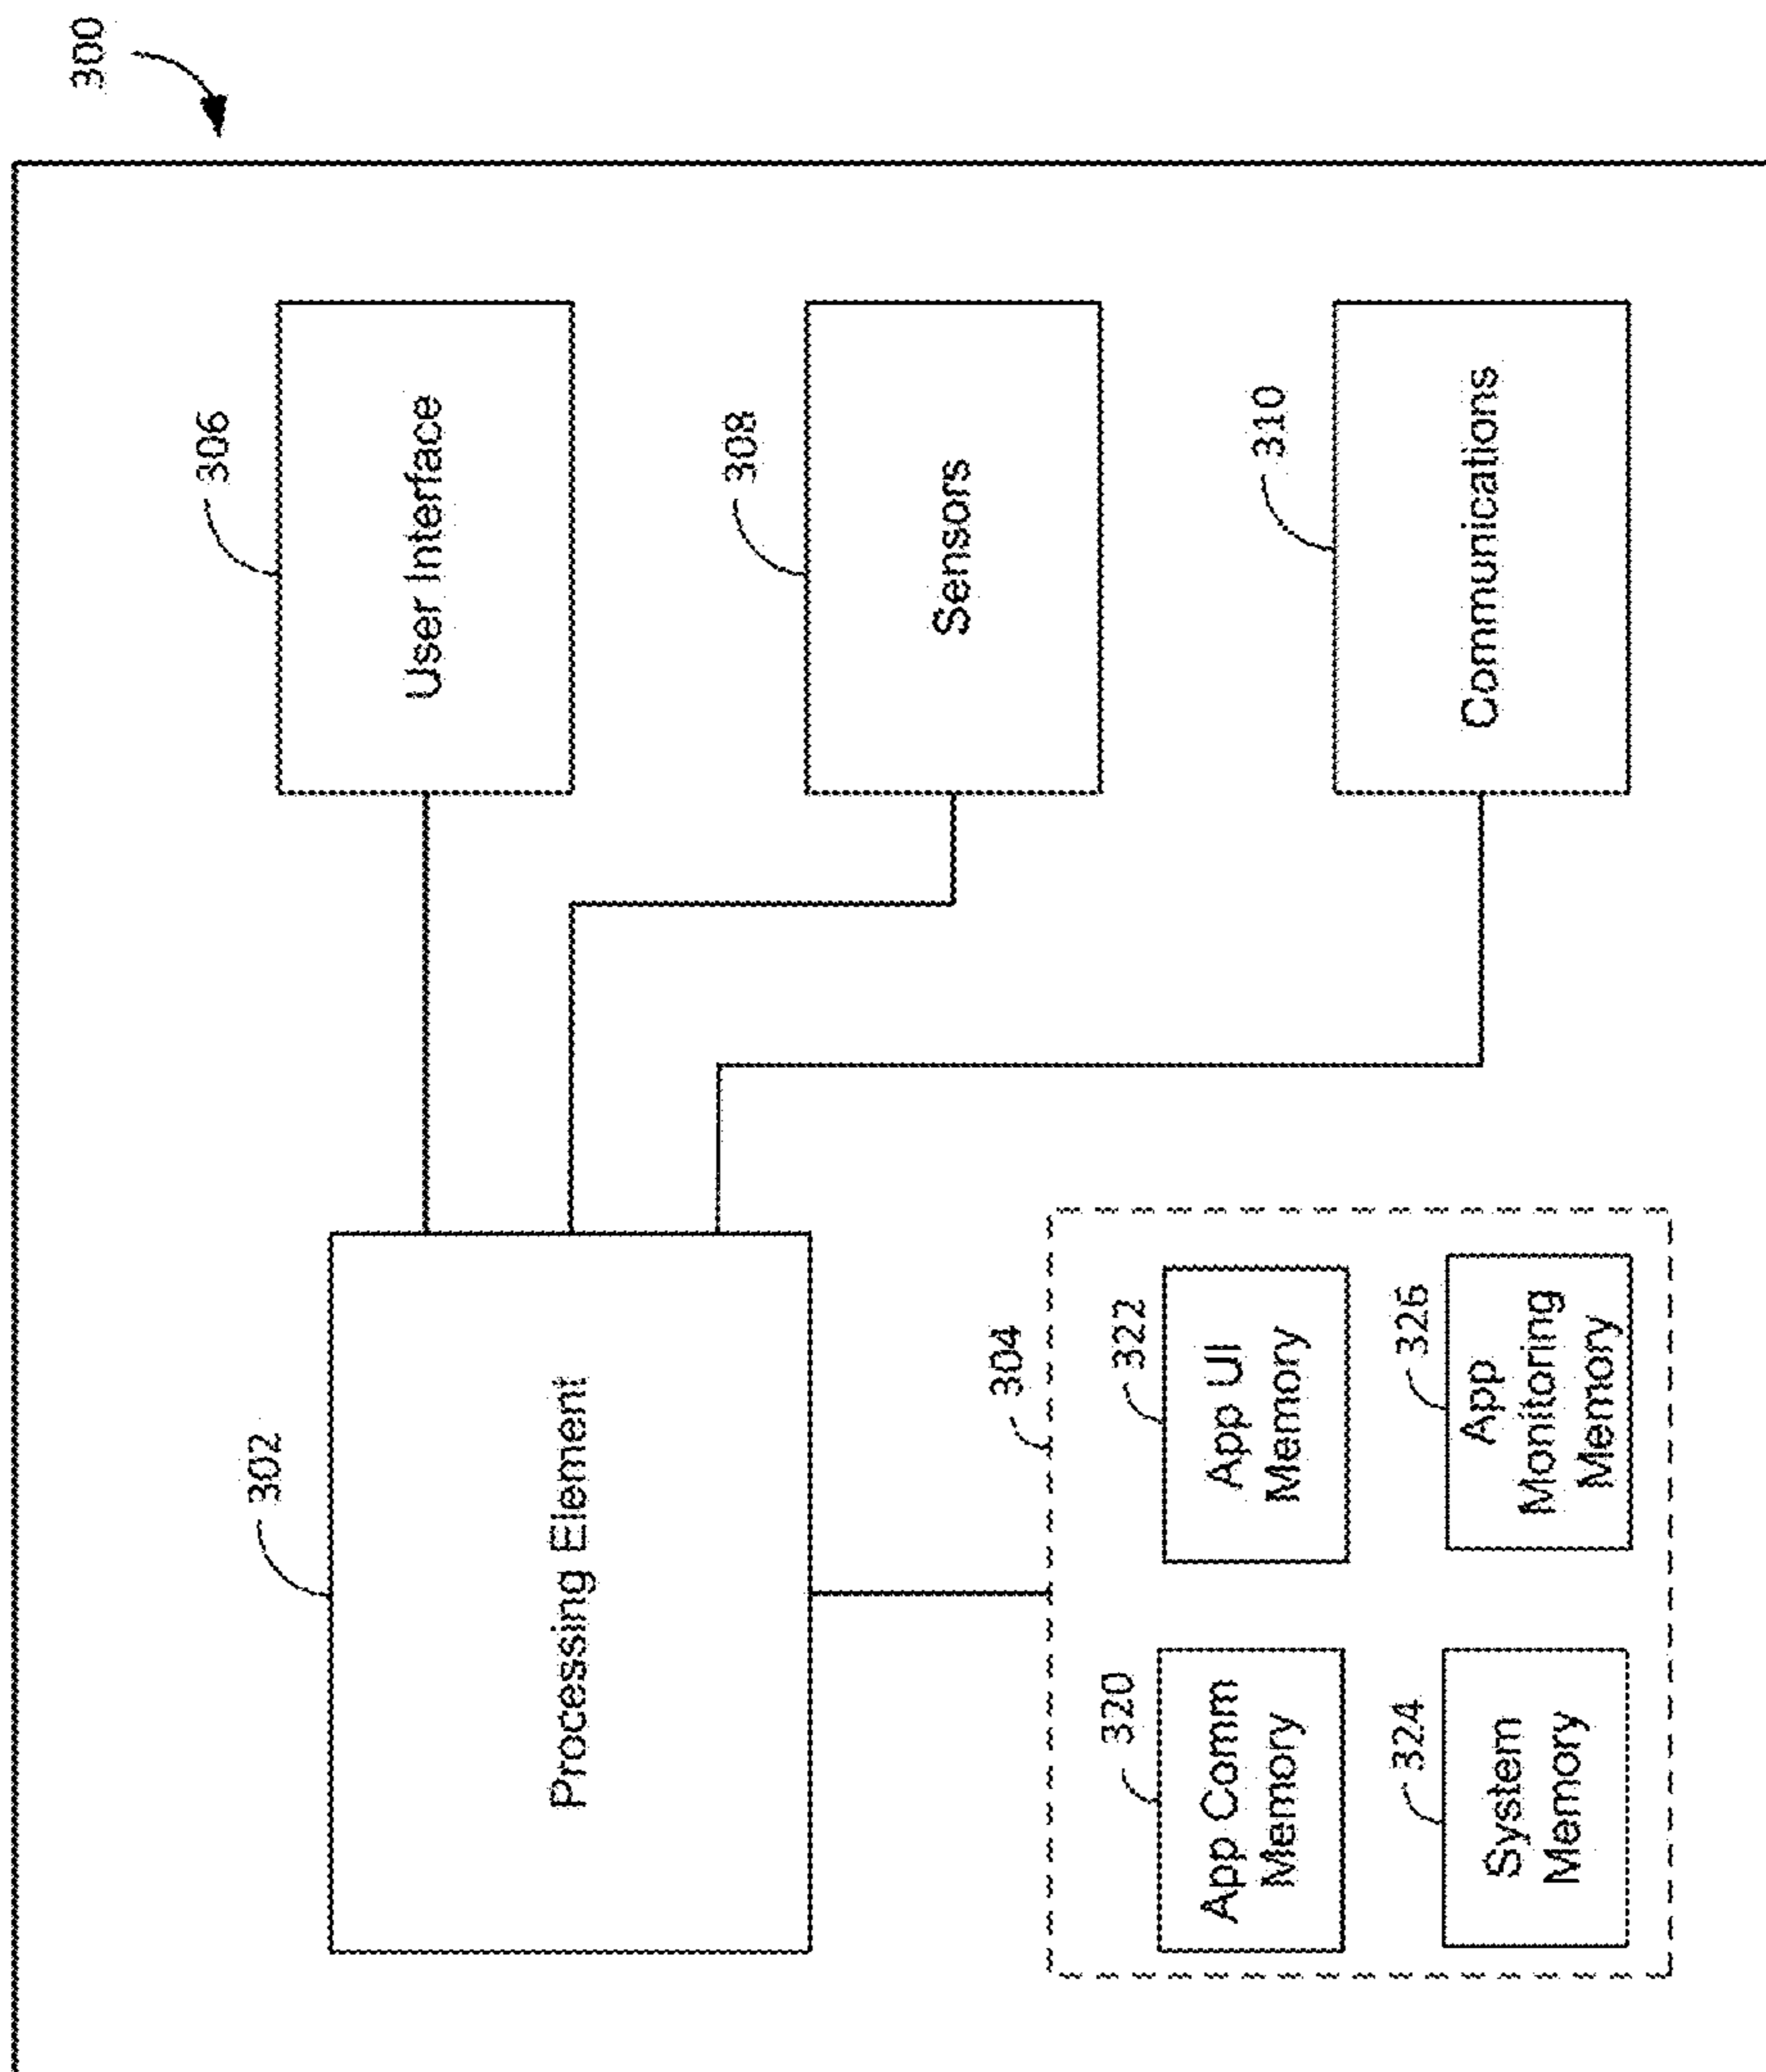 300
302
Processing Element
306
User Interface
308
Sensors
310
Communications
304
320
App Comm
Memory
322
App UI
Memory
324
System
Memory
326
App
Monitoring
Memory